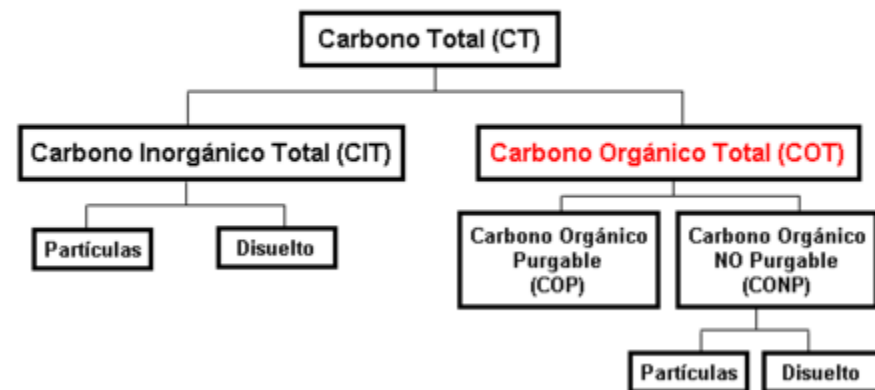 Carbono Total (CT)
Carbono Inorgánico Total (CIT)
Carbono Orgánico Total (COT)
Partículas
Disuelto
Carbono Orgánico
Purgable
(COP)
Carbono Orgánico
NO Purgable
(CONP)
Partículas
Disuelto